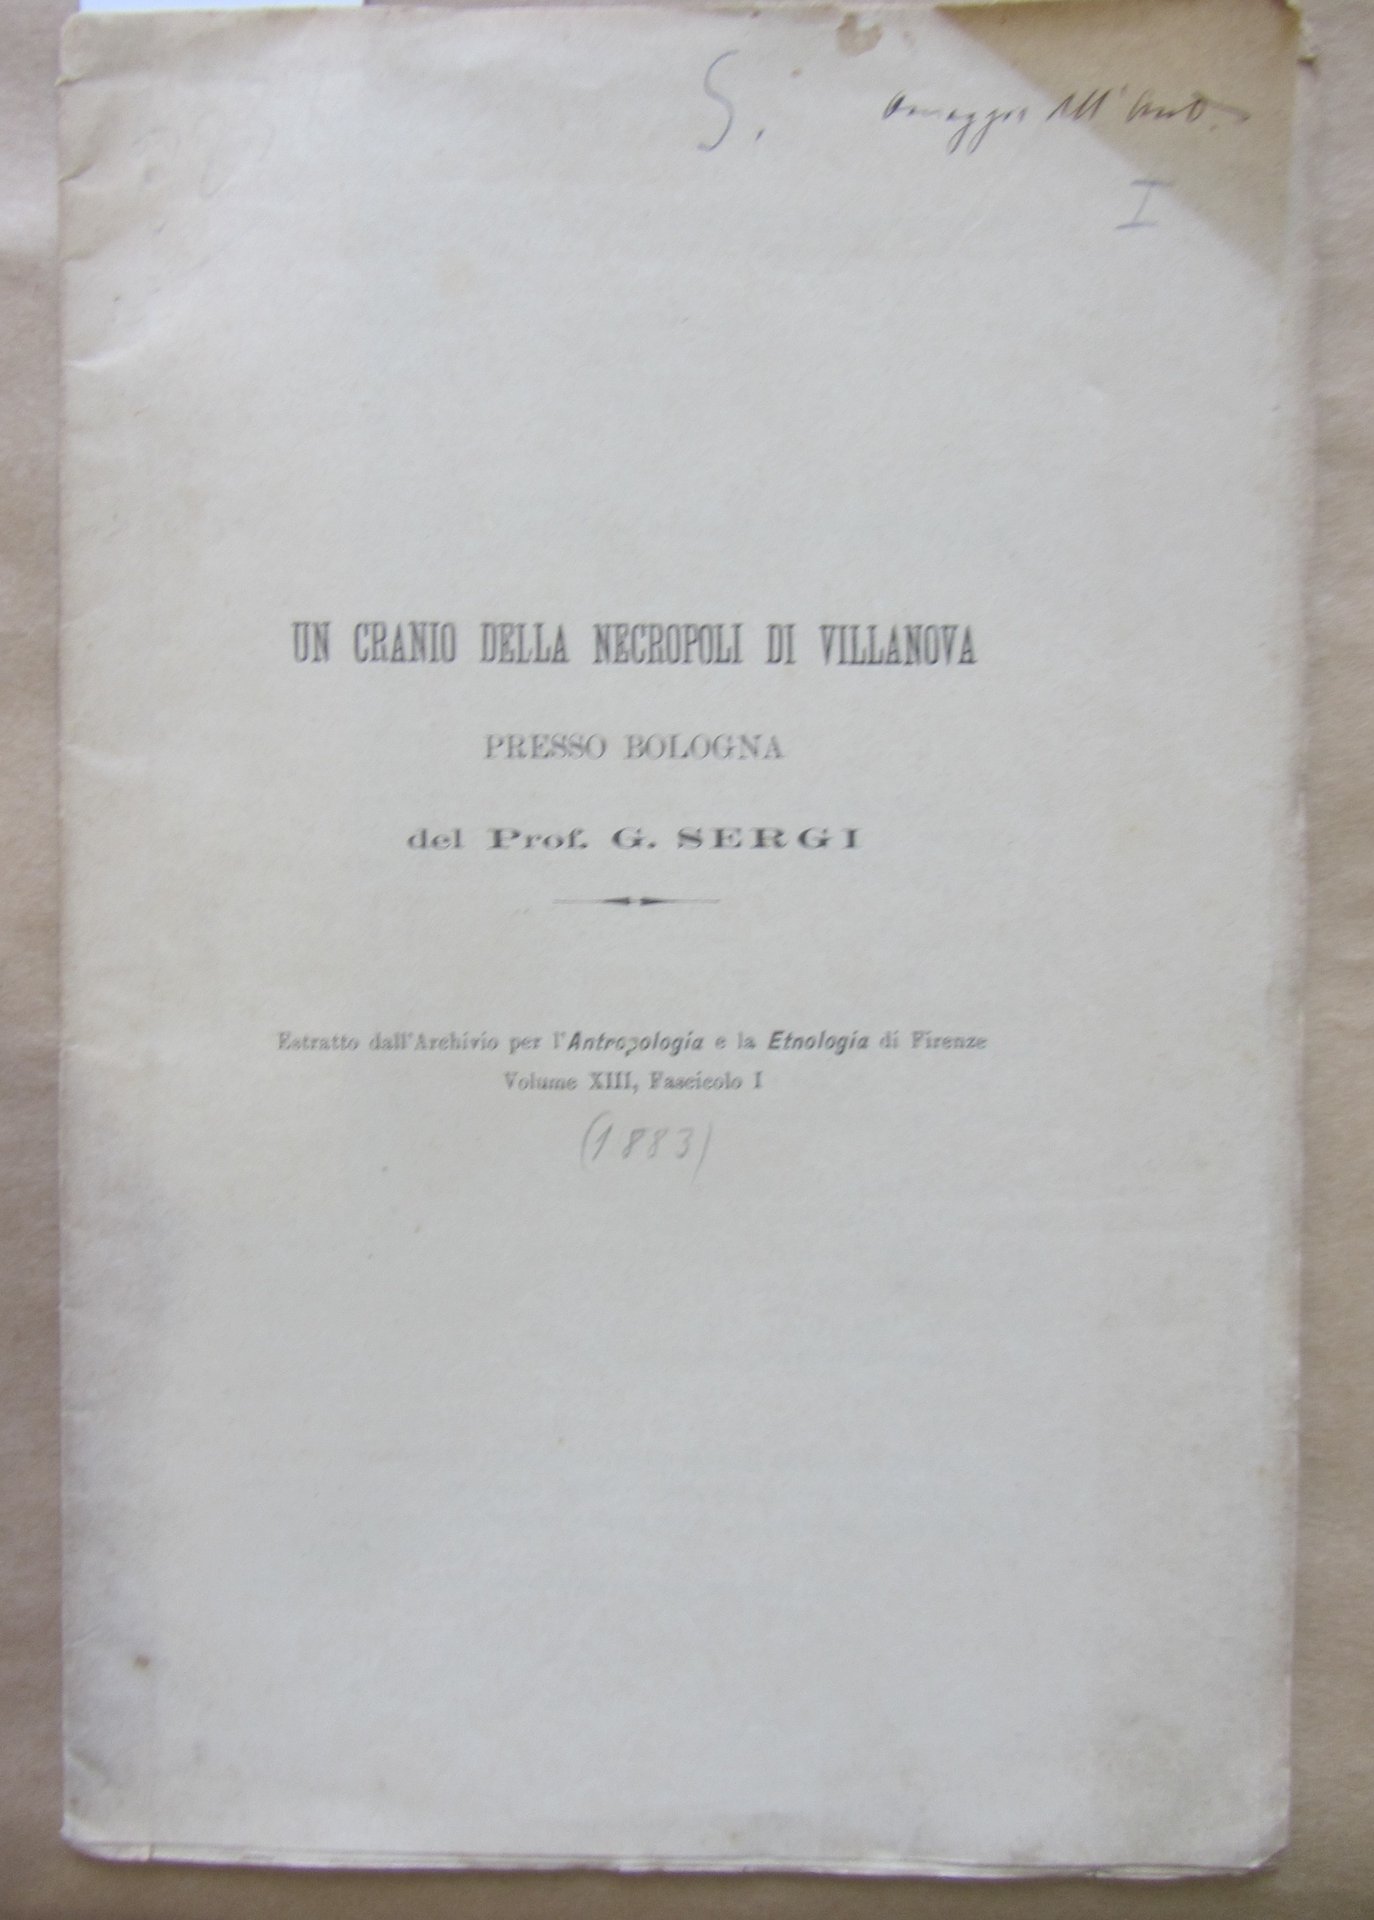 S. Omaggio dell'Aut.
I
UN CRANIO DELLA NECROPOLI DI VILLANOVA
PRESSO BOLOGNA
del Prof. G. SERGI
Estratto dall'Archivio per l'Antropologia e la Etnologia di Firenze
Volume XIII, Fascicolo I
(1883)